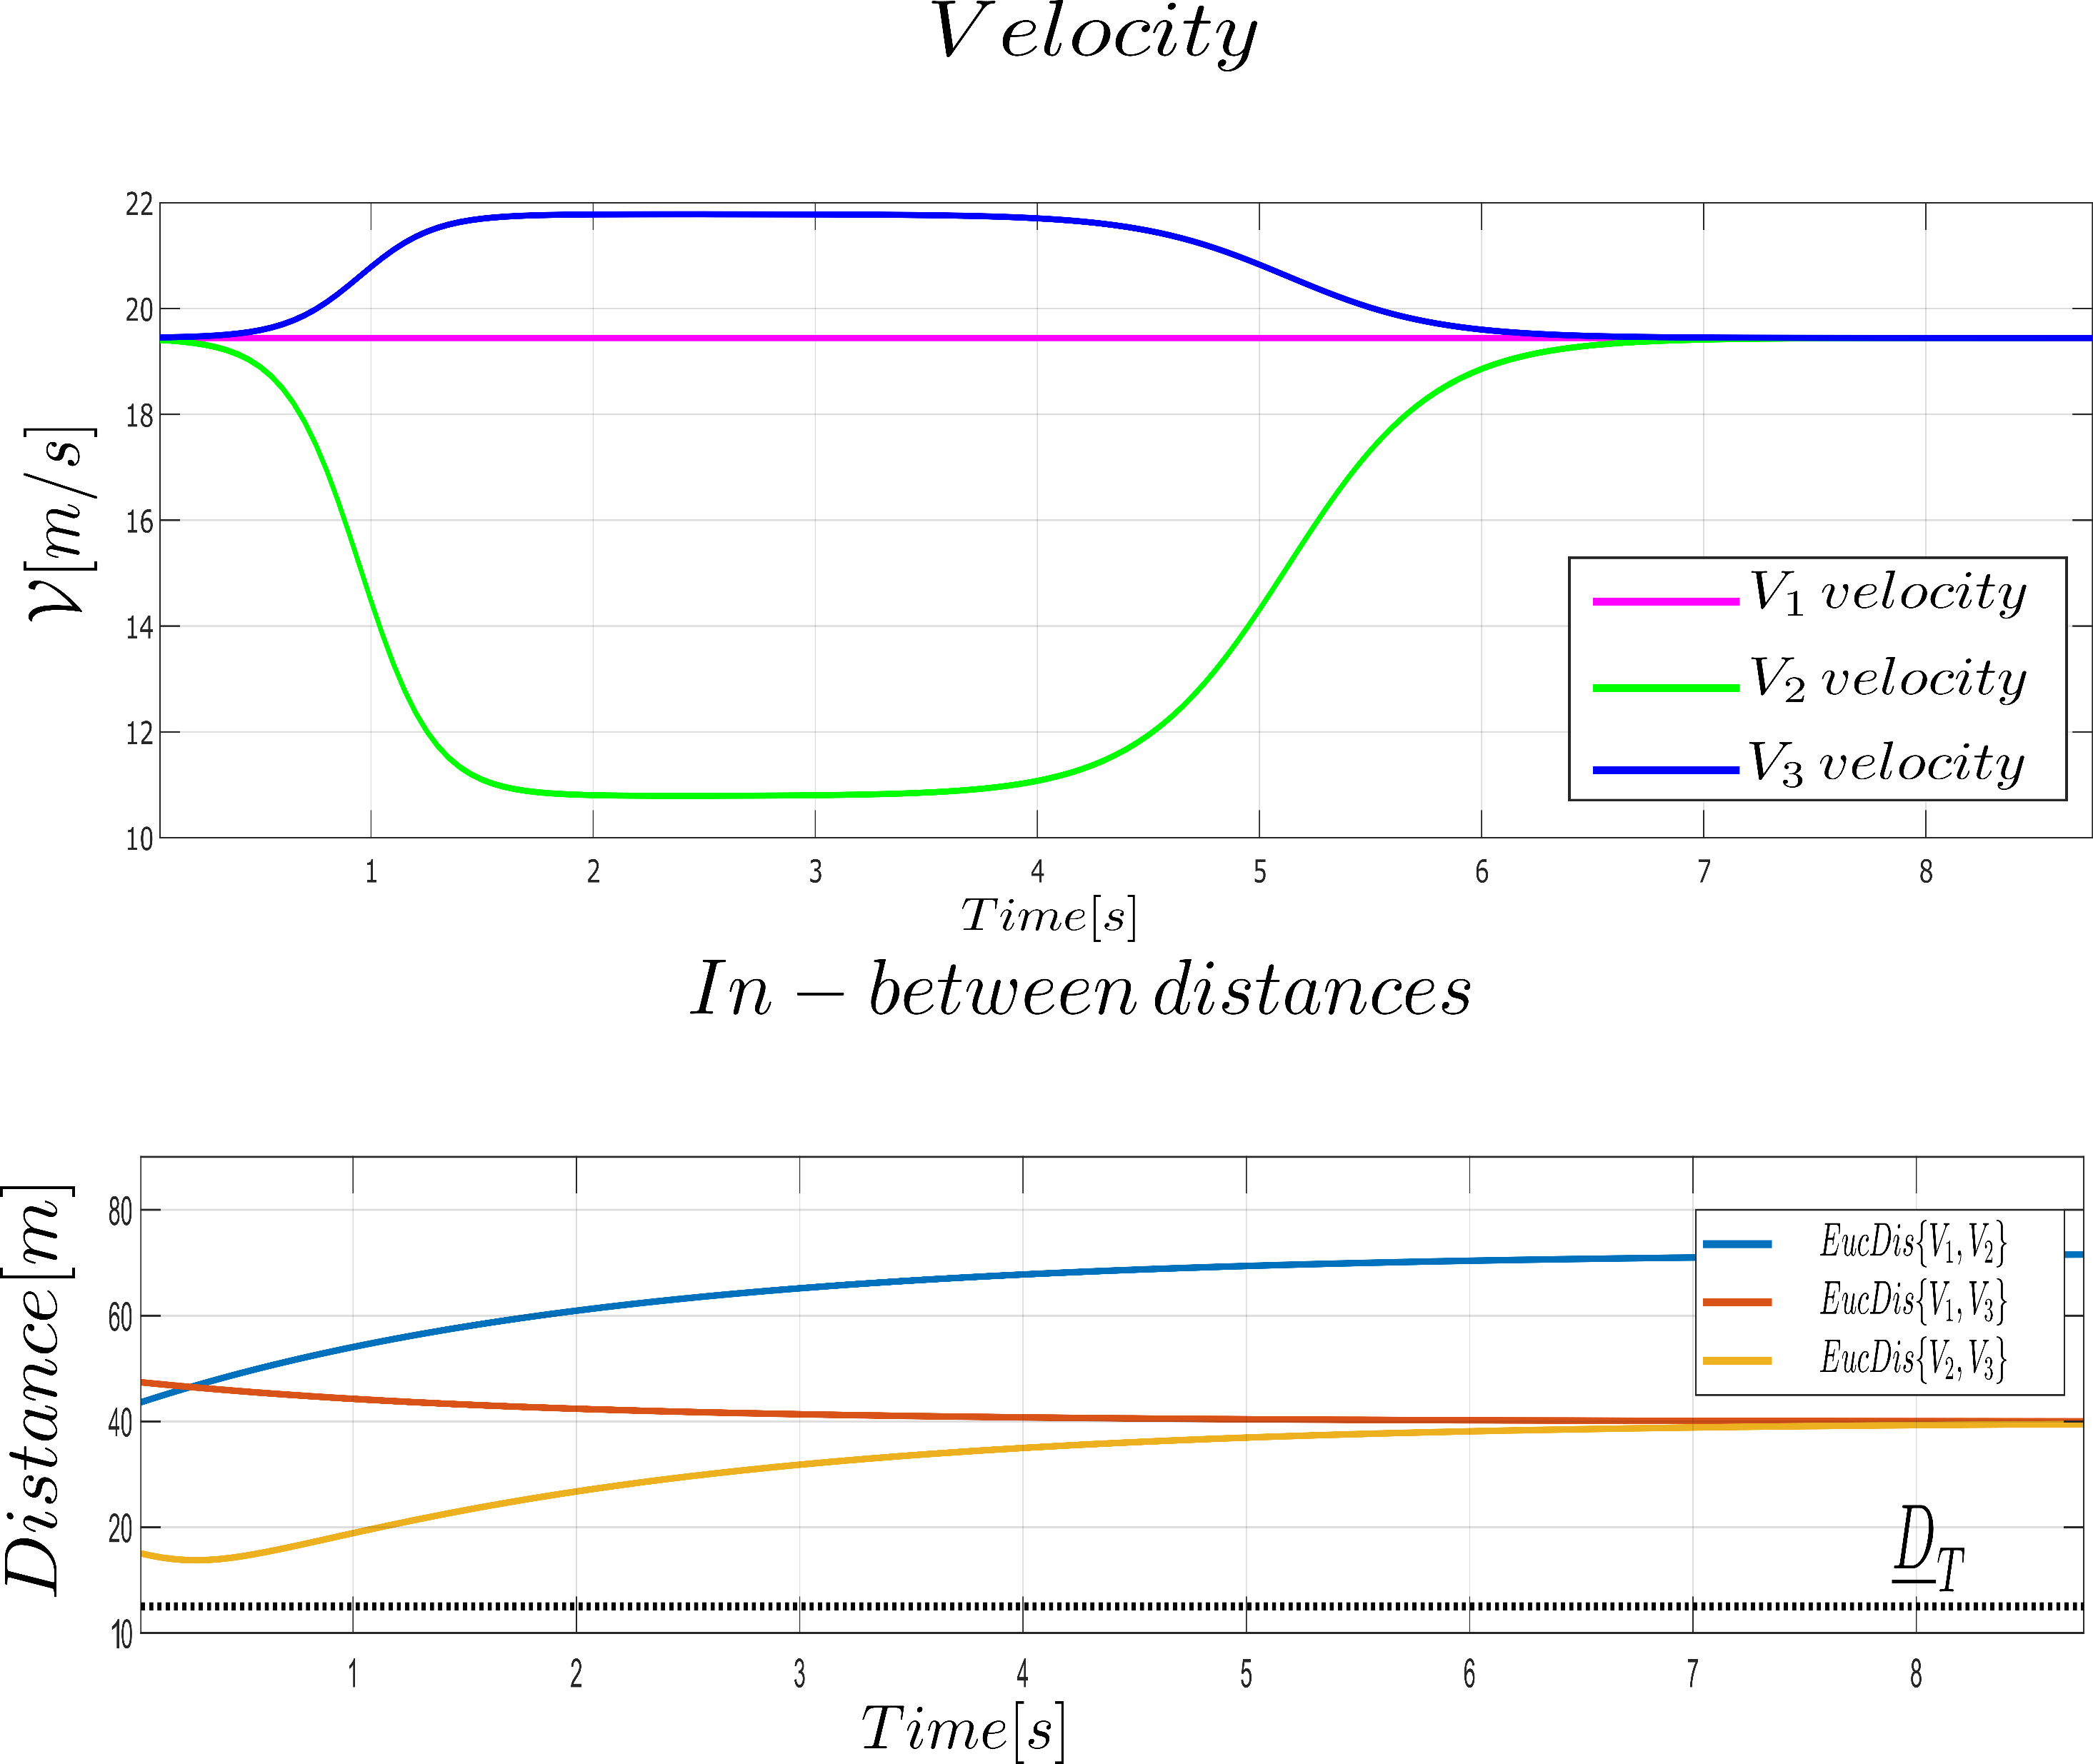 Velocity
22
20
18
16
14
12
10
𝒱[m/s]
V₁ velocity
V₂ velocity
V₃ velocity
1 2 3 4 5 6 7 8
Time[s]
In − between distances
80
60
40
20
10
Distance[m]
EucDis{V₁, V₂}
EucDis{V₁, V₃}
EucDis{V₂, V₃}
D̲_T
1 2 3 4 5 6 7 8
Time[s]